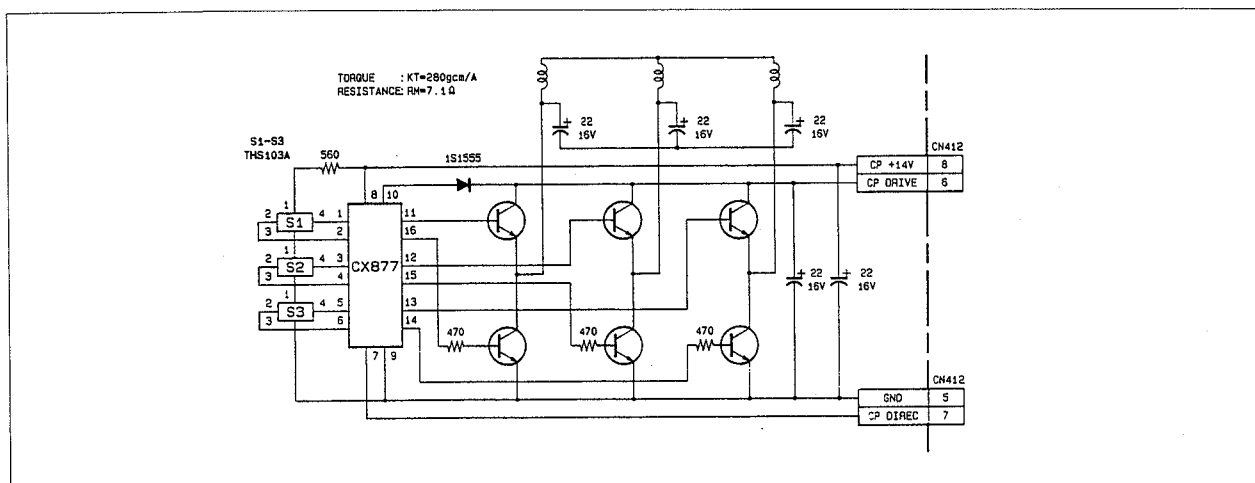 TORQUE : KT=280gcm/A
RESISTANCE: RM=7.1Ω
22
16V
22
16V
22
16V
S1-S3
THS103A
560
1S1555
CN412
CP +14V 8
CP DRIVE 6
1
8 10
2 S1 4 1
3 2
11
16
1
2 S2 4 3
3 4
CX877
12
15
1
2 S3 4 5
3 6
13
14
22
16V
22
16V
470
470
470
7 9
CN412
GND 5
CP DIREC 7